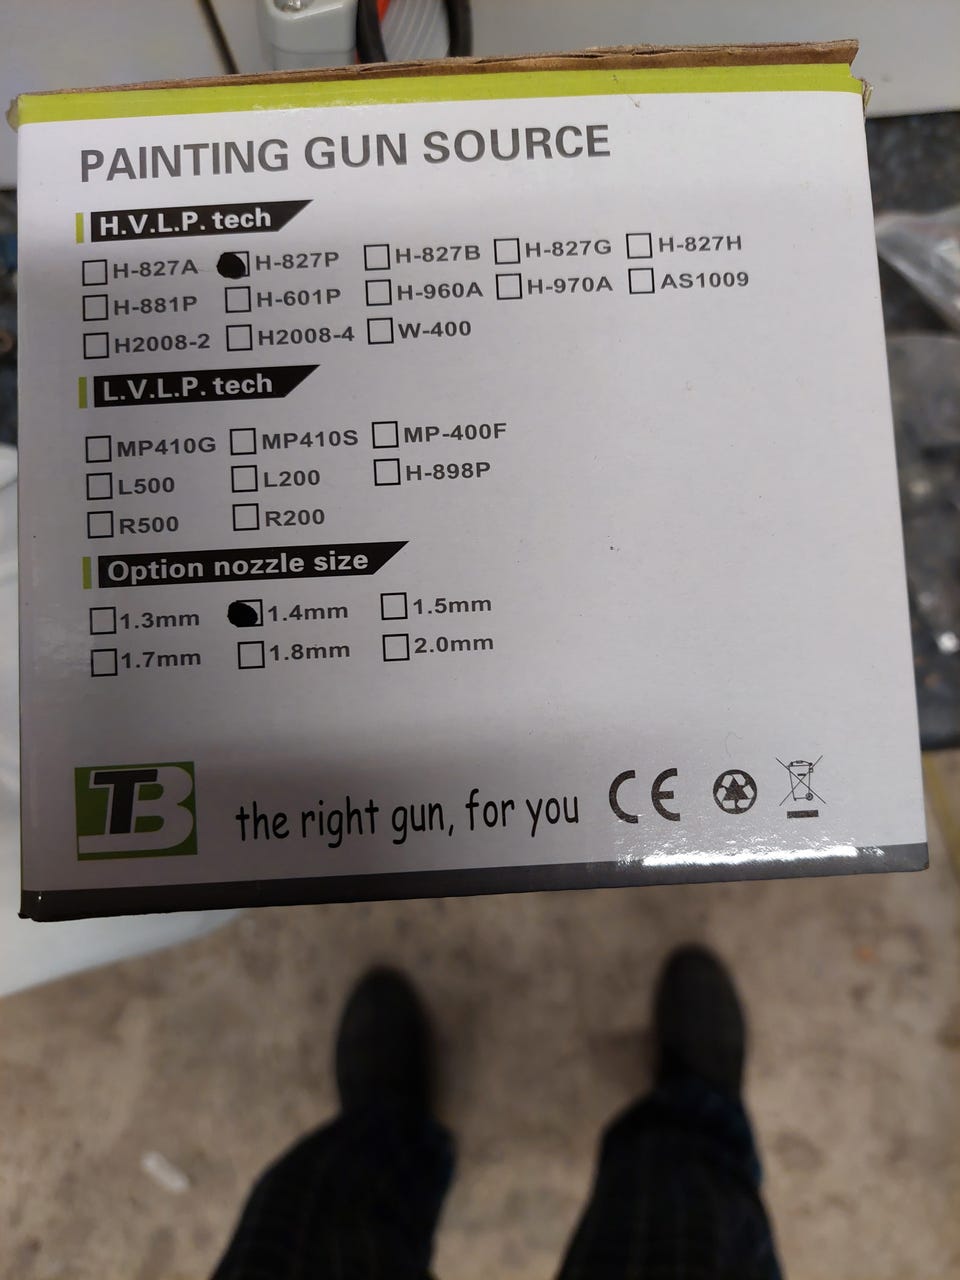 PAINTING GUN SOURCE
H.V.L.P. tech
H-827A H-827P H-827B H-827G H-827H
H-881P H-601P H-960A H-970A AS1009
H2008-2 H2008-4 W-400
L.V.L.P. tech
MP410G MP410S MP-400F
L500 L200 H-898P
R500 R200
Option nozzle size
1.3mm 1.4mm 1.5mm
1.7mm 1.8mm 2.0mm
TB the right gun, for you CE